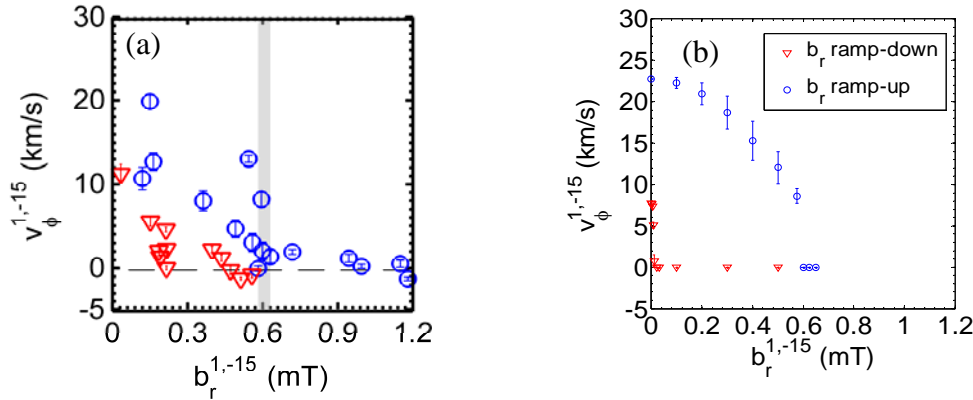 (a)
30
20
10
0
-5
v_ϕ^{1,-15} (km/s)
0 0.3 0.6 0.9 1.2
b_r^{1,-15} (mT)
(b)
b_r ramp-down
b_r ramp-up
30
25
20
15
10
5
0
-5
v_ϕ^{1,-15} (km/s)
0 0.2 0.4 0.6 0.8 1 1.2
b_r^{1,-15} (mT)